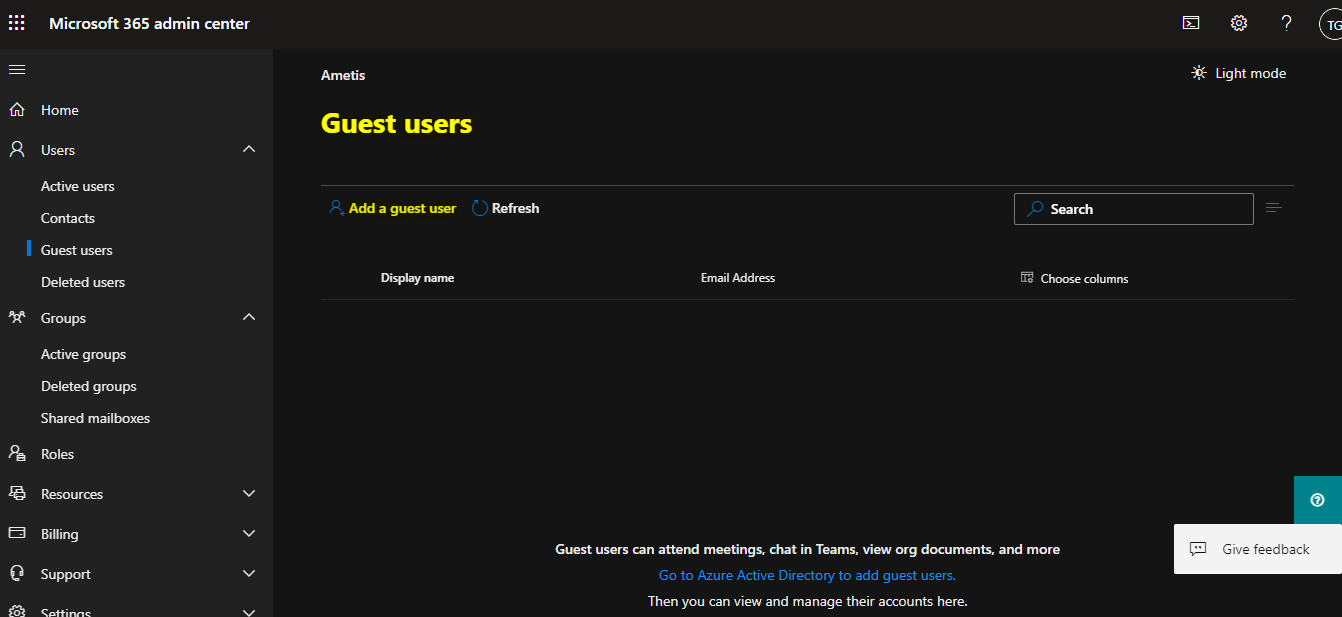 Microsoft 365 admin center
TG
Ametis
Light mode
Home
Guest users
Users
Active users
Add a guest user Refresh
Search
Contacts
Guest users
Deleted users
Display name Email Address Choose columns
Groups
Active groups
Deleted groups
Shared mailboxes
Roles
Resources
Billing
Support
Settings
Guest users can attend meetings, chat in Teams, view org documents, and more
Go to Azure Active Directory to add guest users.
Then you can view and manage their accounts here.
Give feedback